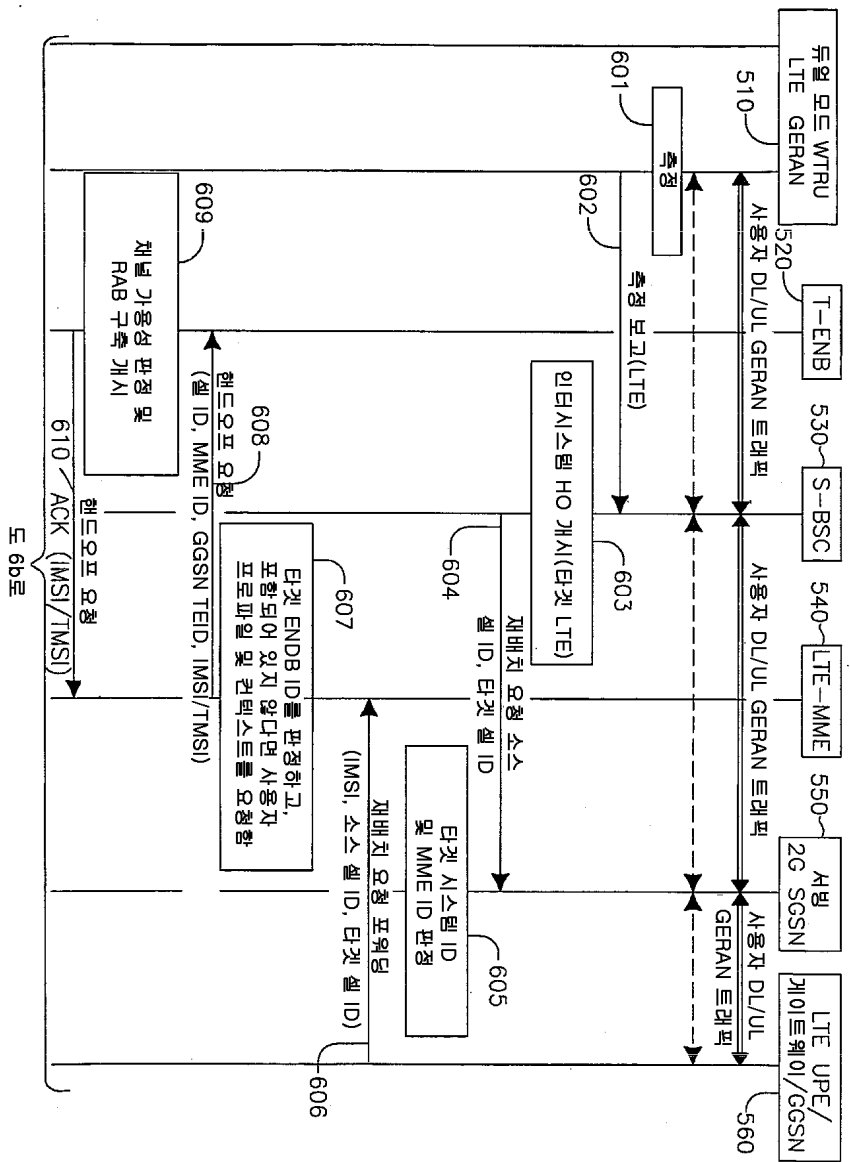 듀얼 모드 WTRU
LTE GERAN
510
T-ENB
520
S-BSC
530
LTE-MME
540
서빙
2G SGSN
550
LTE UPE/
게이트웨이/GGSN
560
사용자 DL/UL GERAN 트래픽
사용자 DL/UL GERAN 트래픽
사용자 DL/UL
GERAN 트래픽
측정
601
측정 보고(LTE)
602
인터시스템 HO 개시(타겟 LTE)
603
재배치 요청 소스
셀 ID, 타겟 셀 ID
604
타겟 시스템 ID
및 MME ID 판정
605
재배치 요청 포워딩
(IMSI, 소스 셀 ID, 타겟 셀 ID)
606
타겟 ENDB ID를 판정하고,
포함되어 있지 않다면 사용자
프로파일 및 컨텍스트를 요청함
607
핸드오프 요청
(셀 ID, MME ID, GGSN TEID, IMSI/TMSI)
608
채널 가용성 판정 및
RAB 구축 개시
609
핸드오프 요청
ACK (IMSI/TMSI)
610
도 6b로